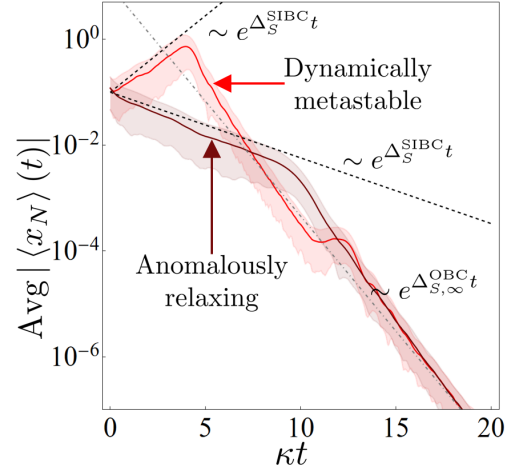 10^0
10^{-2}
10^{-4}
10^{-6}
Avg |⟨x_N⟩ (t)|
∼ e^{Δ_S^{SIBC} t}
Dynamically
metastable
∼ e^{Δ_S^{SIBC} t}
Anomalously
relaxing
∼ e^{Δ_{S,∞}^{OBC} t}
0
5
10
15
20
κt